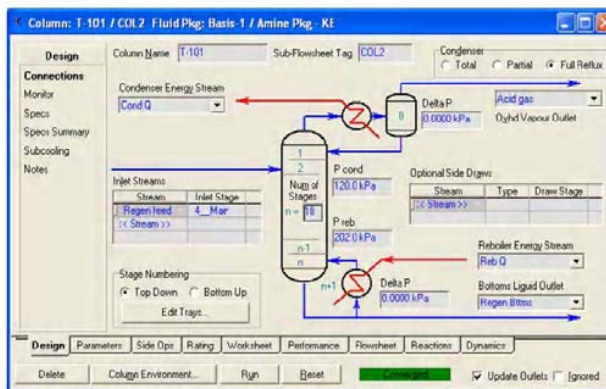 Column: T-101 / COL2 Fluid Pkg: Basis-1 / Amine Pkg - KE
Design
Connections
Monitor
Specs
Specs Summary
Subcooling
Notes
Column Name T-101 Sub-Flowsheet Tag COL2
Condenser
Total Partial Full Reflux
Condenser Energy Stream
Cond Q
0
Delta P
0.0000 kPa
Acid gas
Ovhd Vapour Outlet
1
2
Num of
Stages
n = 18
n-1
n
n+1
P cond
120.0 kPa
P reb
202.0 kPa
Inlet Streams
Stream Inlet Stage
Regen feed 4__Main
<< Stream >>
Optional Side Draws
Stream Type Draw Stage
<< Stream >>
Stage Numbering
Top Down Bottom Up
Edit Trays...
Delta P
0.0000 kPa
Reboiler Energy Stream
Reb Q
Bottoms Liquid Outlet
Regen Bttms
Design Parameters Side Ops Rating Worksheet Performance Flowsheet Reactions Dynamics
Delete Column Environment... Run Reset Converged Update Outlets Ignored